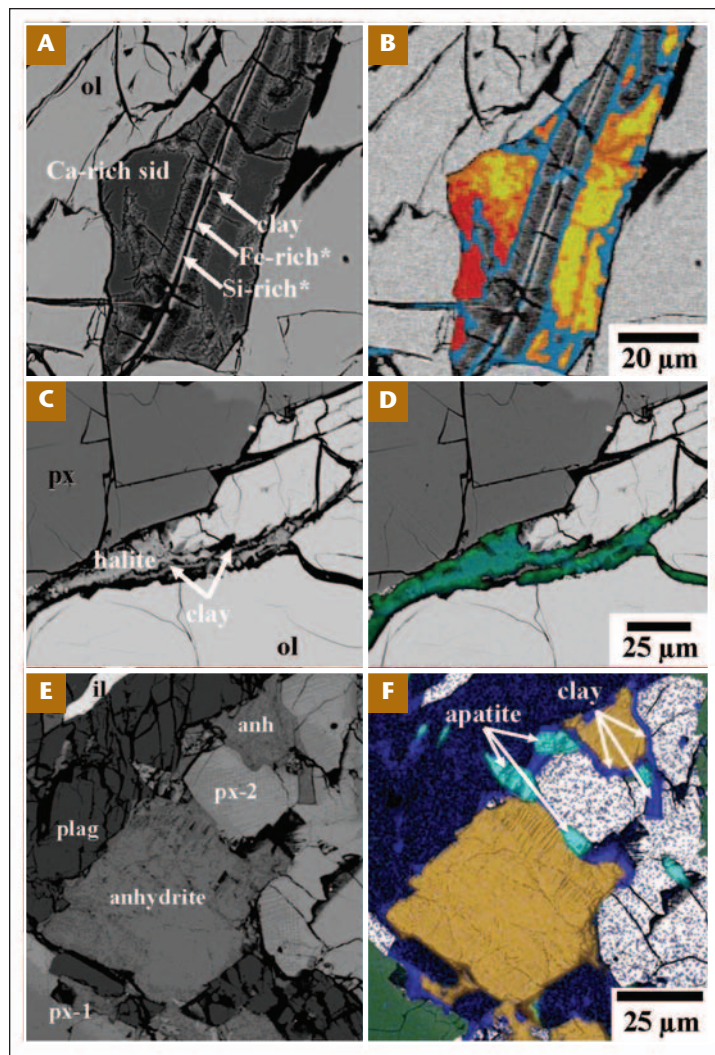 A
ol
Ca-rich sid
clay
Fe-rich*
Si-rich*
B
20 µm
C
px
halite
clay
ol
D
25 µm
E
il
anh
px-2
plag
anhydrite
px-1
F
clay
apatite
25 µm